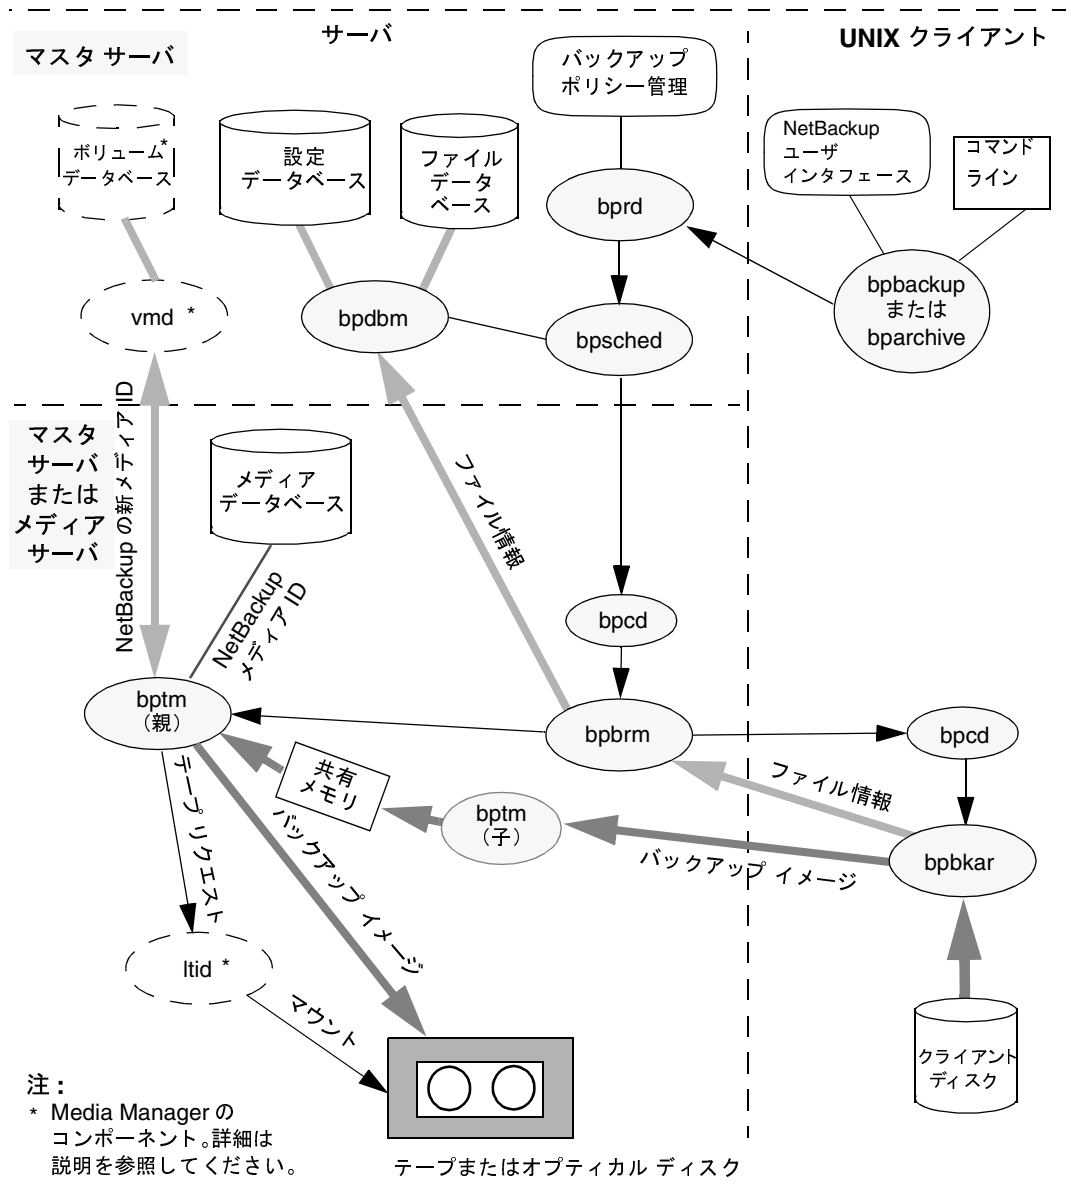 サーバ
UNIX クライアント
マスタ サーバ
バックアップ
ポリシー管理
ボリューム*
データベース
設定
データベース
ファイル
データ
ベース
NetBackup
ユーザ
インタフェース
コマンド
ライン
bprd
bpbackup
または
bparchive
vmd *
bpdbm
bpsched
マスタ
サーバ
または
メディア
サーバ
NetBackup の新メディア ID
メディア
データベース
ファイル情報
NetBackup
メディア ID
bpcd
bptm
(親)
bpbrm
bpcd
共有
メモリ
ファイル情報
テープ リクエスト
バックアップ イメージ
bptm
(子)
バックアップ イメージ
bpbkar
ltid *
マウント
クライアント
ディスク
注 :
* Media Manager の
コンポーネント。詳細は
説明を参照してください。
テープまたはオプティカル ディスク